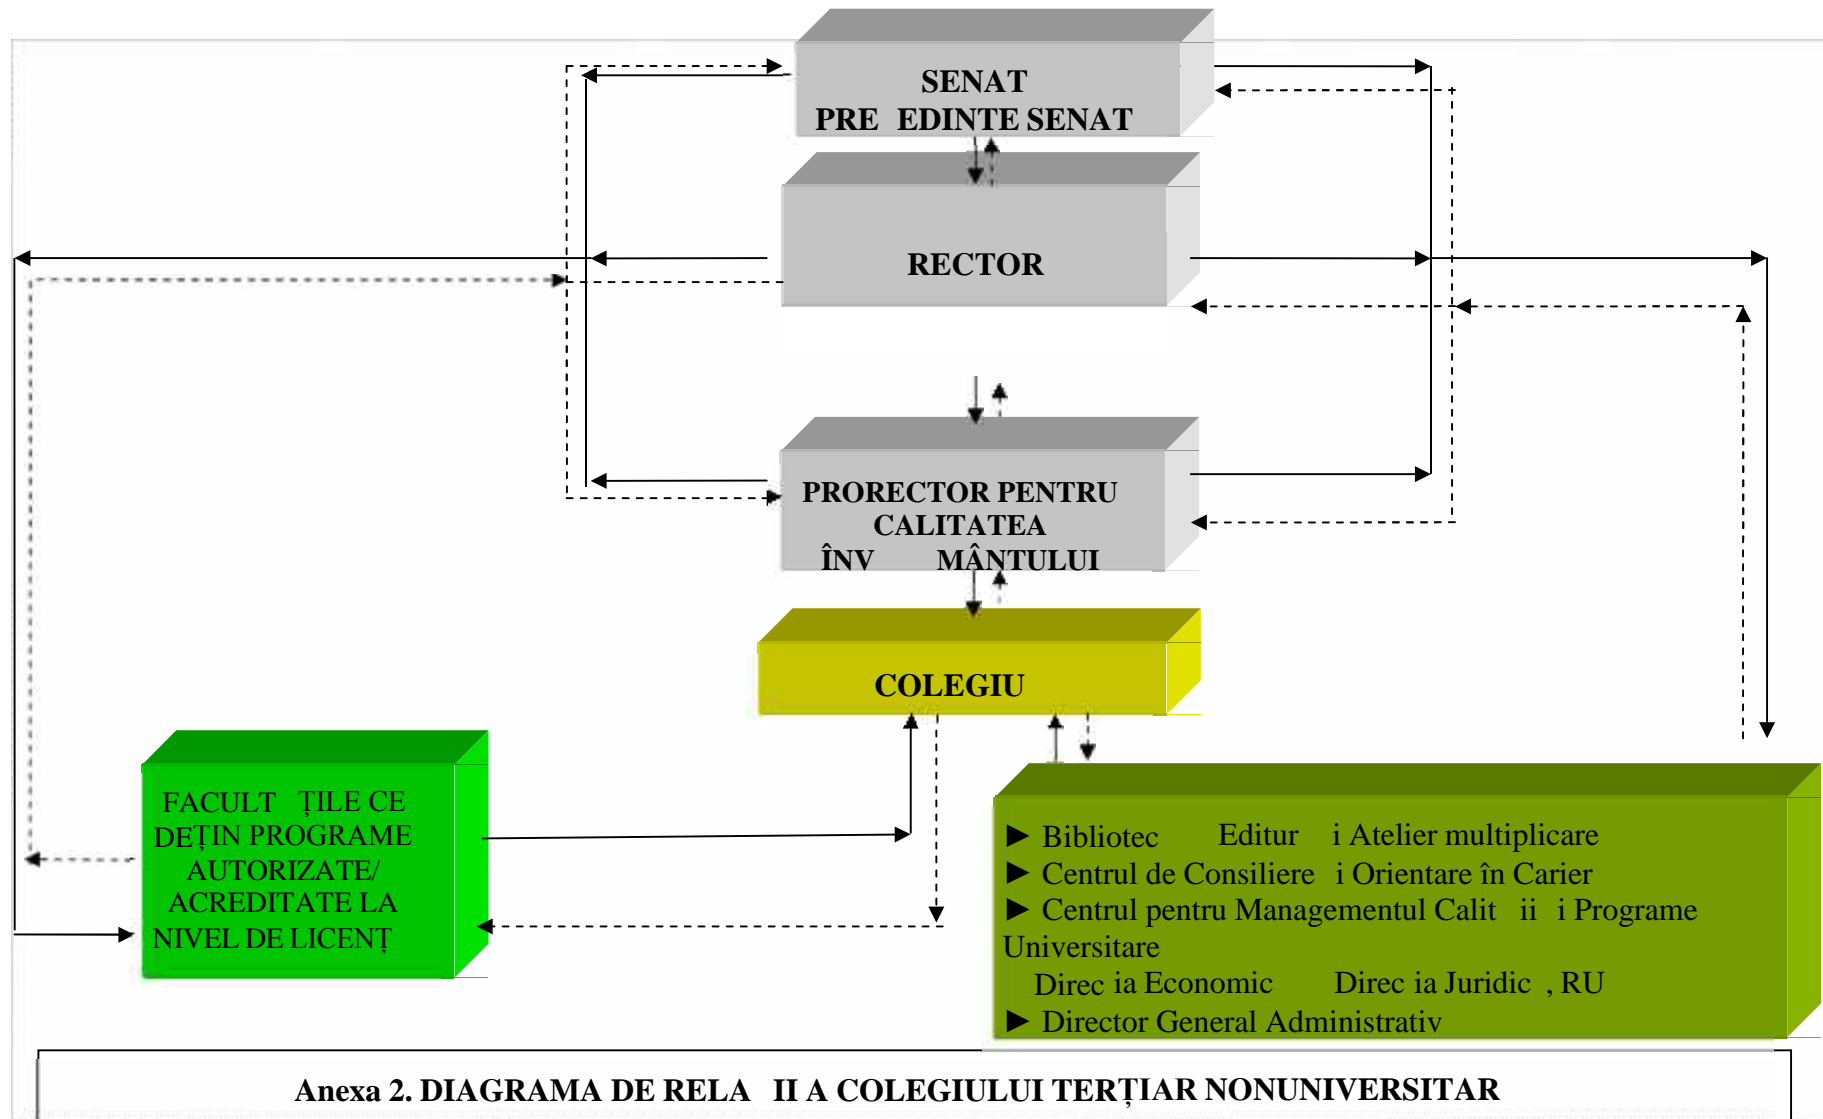 SENAT
PRE EDINTE SENAT
RECTOR
PRORECTOR PENTRU
CALITATEA
ÎNV MÂNTULUI
COLEGIU
FACULT ȚILE CE
DEȚIN PROGRAME
AUTORIZATE/
ACREDITATE LA
NIVEL DE LICENȚ
► Bibliotec Editur i Atelier multiplicare
► Centrul de Consiliere i Orientare în Carier
► Centrul pentru Managementul Calit ii i Programe
Universitare
Direc ia Economic Direc ia Juridic , RU
► Director General Administrativ
Anexa 2. DIAGRAMA DE RELA II A COLEGIULUI TERȚIAR NONUNIVERSITAR